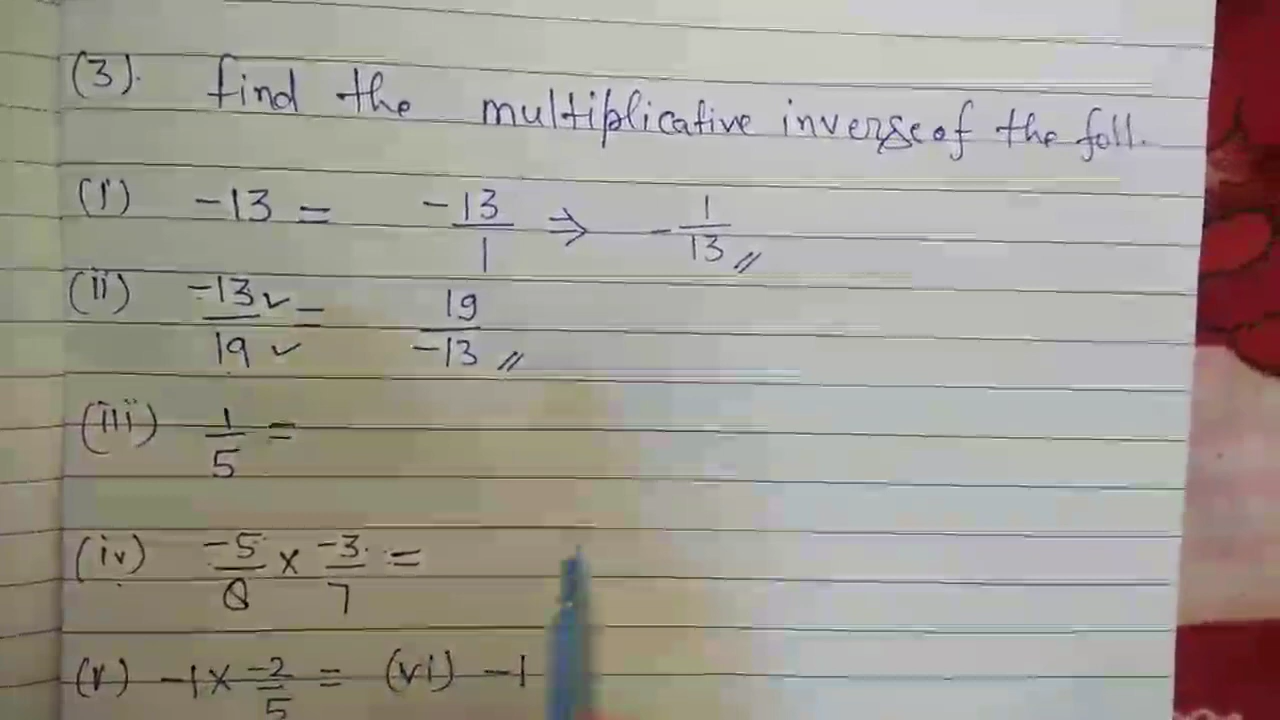 (3). find the multiplicative inverse of the foll.
(i) -13 = -13/1 ⇒ -1/13 //
(ii) -13✓/19✓ = 19/-13 //
(iii) 1/5 =
(iv) -5/8 × -3/7 =
(v) -1 × -2/5 = (vi) -1